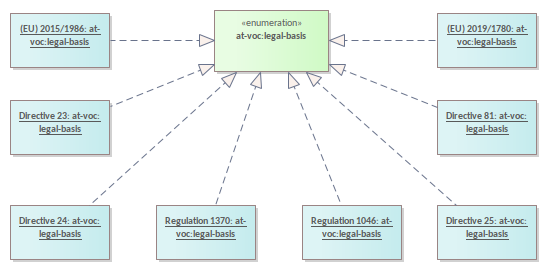 (EU) 2015/1986: at-
voc:legal-basis
«enumeration»
at-voc:legal-basis
(EU) 2019/1780: at-
voc:legal-basis
Directive 23: at-voc:
legal-basis
Directive 81: at-voc:
legal-basis
Directive 24: at-voc:
legal-basis
Regulation 1370: at-
voc:legal-basis
Regulation 1046: at-
voc:legal-basis
Directive 25: at-voc:
legal-basis